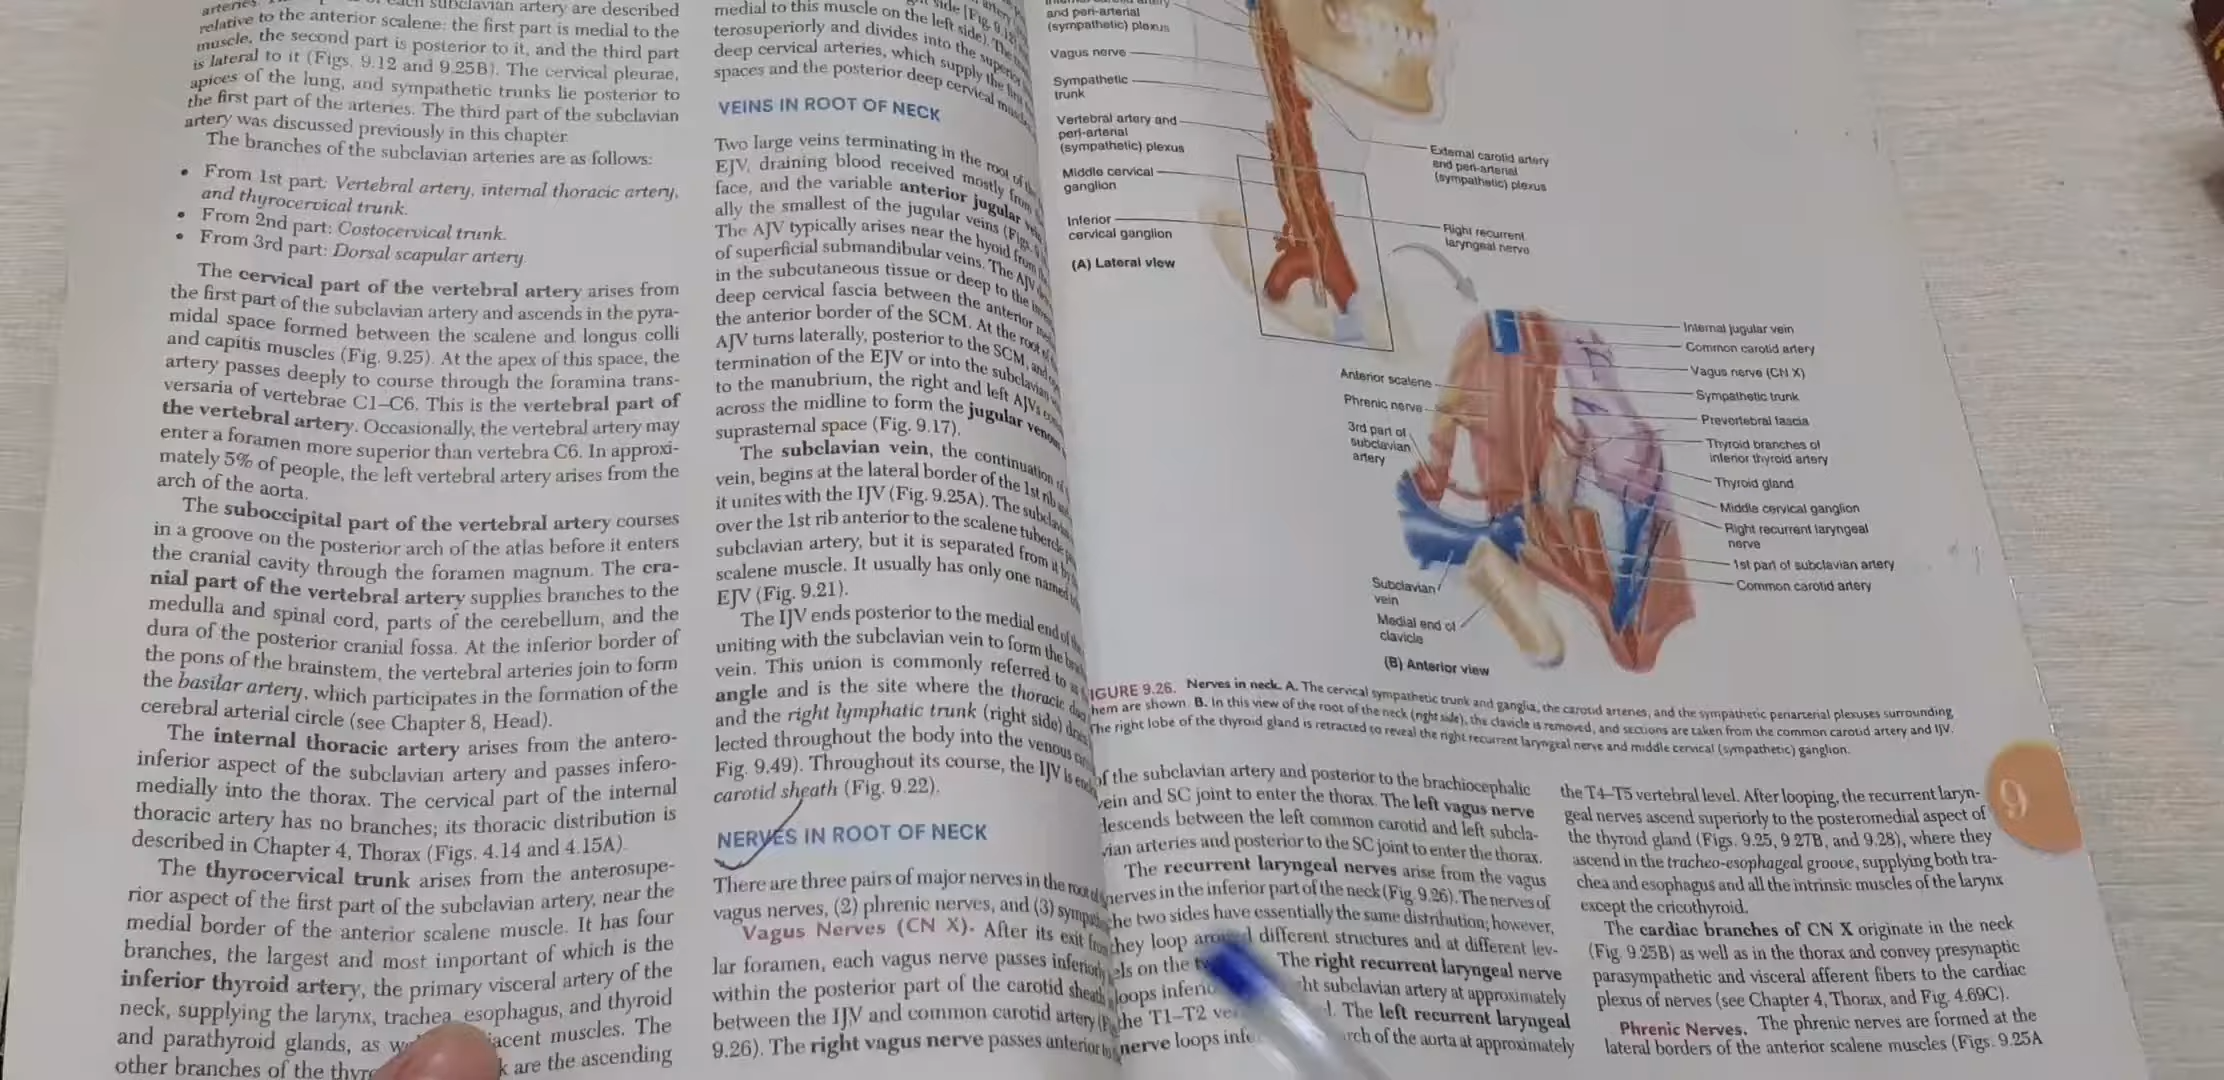 arteries.
each subclavian artery are described
relative to the anterior scalene: the first part is medial to the
muscle, the second part is posterior to it, and the third part
is lateral to it (Figs. 9.12 and 9.25B). The cervical pleurae,
apices of the lung, and sympathetic trunks lie posterior to
the first part of the arteries. The third part of the subclavian
artery was discussed previously in this chapter.
The branches of the subclavian arteries are as follows:
• From 1st part: Vertebral artery, internal thoracic artery,
and thyrocervical trunk.
• From 2nd part: Costocervical trunk.
• From 3rd part: Dorsal scapular artery.
The cervical part of the vertebral artery arises from
the first part of the subclavian artery and ascends in the pyra-
midal space formed between the scalene and longus colli
and capitis muscles (Fig. 9.25). At the apex of this space, the
artery passes deeply to course through the foramina trans-
versaria of vertebrae C1–C6. This is the vertebral part of
the vertebral artery. Occasionally, the vertebral artery may
enter a foramen more superior than vertebra C6. In approxi-
mately 5% of people, the left vertebral artery arises from the
arch of the aorta.
The suboccipital part of the vertebral artery courses
in a groove on the posterior arch of the atlas before it enters
the cranial cavity through the foramen magnum. The cra-
nial part of the vertebral artery supplies branches to the
medulla and spinal cord, parts of the cerebellum, and the
dura of the posterior cranial fossa. At the inferior border of
the pons of the brainstem, the vertebral arteries join to form
the basilar artery, which participates in the formation of the
cerebral arterial circle (see Chapter 8, Head).
The internal thoracic artery arises from the antero-
inferior aspect of the subclavian artery and passes infero-
medially into the thorax. The cervical part of the internal
thoracic artery has no branches; its thoracic distribution is
described in Chapter 4, Thorax (Figs. 4.14 and 4.15A).
The thyrocervical trunk arises from the anterosupe-
rior aspect of the first part of the subclavian artery, near the
medial border of the anterior scalene muscle. It has four
branches, the largest and most important of which is the
inferior thyroid artery, the primary visceral artery of the
neck, supplying the larynx, trachea, esophagus, and thyroid
and parathyroid glands, as muscles. The
other branches of the are the ascending
medial to this muscle on the left side). The
terosuperiorly and divides into the superior
deep cervical arteries, which supply the first
spaces and the posterior deep cervical muscles
VEINS IN ROOT OF NECK
Two large veins terminating in the root of the
EJV, draining blood received mostly from
face, and the variable anterior jugular
ally the smallest of the jugular veins (Figs.
The AJV typically arises near the hyoid from the
of superficial submandibular veins. The AJV
in the subcutaneous tissue or deep to the
deep cervical fascia between the anterior
the anterior border of the SCM. At the root of
AJV turns laterally, posterior to the SCM, and
termination of the EJV or into the subclavian
to the manubrium, the right and left AJVs
across the midline to form the jugular venous
suprasternal space (Fig. 9.17).
The subclavian vein, the continuation of
vein, begins at the lateral border of the 1st rib
it unites with the IJV (Fig. 9.25A). The subclavian
over the 1st rib anterior to the scalene tubercle
subclavian artery, but it is separated from it by
scalene muscle. It usually has only one named
EJV (Fig. 9.21).
The IJV ends posterior to the medial end of
uniting with the subclavian vein to form the
vein. This union is commonly referred to
angle and is the site where the thoracic
and the right lymphatic trunk (right side)
lected throughout the body into the venous
Fig. 9.49). Throughout its course, the IJV is
carotid sheath (Fig. 9.22).
NERVES IN ROOT OF NECK
There are three pairs of major nerves in the root of
vagus nerves, (2) phrenic nerves, and (3)
Vagus Nerves (CN X). After its exit from
lar foramen, each vagus nerve passes inferiorly
within the posterior part of the carotid sheath
between the IJV and common carotid artery
9.26). The right vagus nerve passes anterior
and peri-arterial
(sympathetic) plexus
Vagus nerve
Sympathetic
trunk
Vertebral artery and
peri-arterial
(sympathetic) plexus
Middle cervical
ganglion
Inferior
cervical ganglion
(A) Lateral view
External carotid artery
and peri-arterial
(sympathetic) plexus
Right recurrent
laryngeal nerve
Anterior scalene
Phrenic nerve
3rd part of
subclavian
artery
Subclavian
vein
Medial end of
clavicle
(B) Anterior view
Internal jugular vein
Common carotid artery
Vagus nerve (CN X)
Sympathetic trunk
Prevertebral fascia
Thyroid branches of
inferior thyroid artery
Thyroid gland
Middle cervical ganglion
Right recurrent laryngeal
nerve
1st part of subclavian artery
Common carotid artery
FIGURE 9.26. Nerves in neck. A. The cervical sympathetic trunk and ganglia, the carotid arteries, and the sympathetic periarterial plexuses surrounding
them are shown. B. In this view of the root of the neck (right side), the clavicle is removed, and sections are taken from the common carotid artery and IJV.
The right lobe of the thyroid gland is retracted to reveal the right recurrent laryngeal nerve and middle cervical (sympathetic) ganglion.
of the subclavian artery and posterior to the brachiocephalic
vein and SC joint to enter the thorax. The left vagus nerve
descends between the left common carotid and left subcla-
vian arteries and posterior to the SC joint to enter the thorax.
The recurrent laryngeal nerves arise from the vagus
nerves in the inferior part of the neck (Fig. 9.26). The nerves of
the two sides have essentially the same distribution; however,
they loop around different structures and at different lev-
els on the The right recurrent laryngeal nerve
loops subclavian artery at approximately
the T1–T2 The left recurrent laryngeal
nerve loops of the aorta at approximately
the T4–T5 vertebral level. After looping, the recurrent laryn-
geal nerves ascend superiorly to the posteromedial aspect of
the thyroid gland (Figs. 9.25, 9.27B, and 9.28), where they
ascend in the tracheo-esophageal groove, supplying both tra-
chea and esophagus and all the intrinsic muscles of the larynx
except the cricothyroid.
The cardiac branches of CN X originate in the neck
(Fig. 9.25B) as well as in the thorax and convey presynaptic
parasympathetic and visceral afferent fibers to the cardiac
plexus of nerves (see Chapter 4, Thorax, and Fig. 4.69C).
Phrenic Nerves. The phrenic nerves are formed at the
lateral borders of the anterior scalene muscles (Figs. 9.25A
9